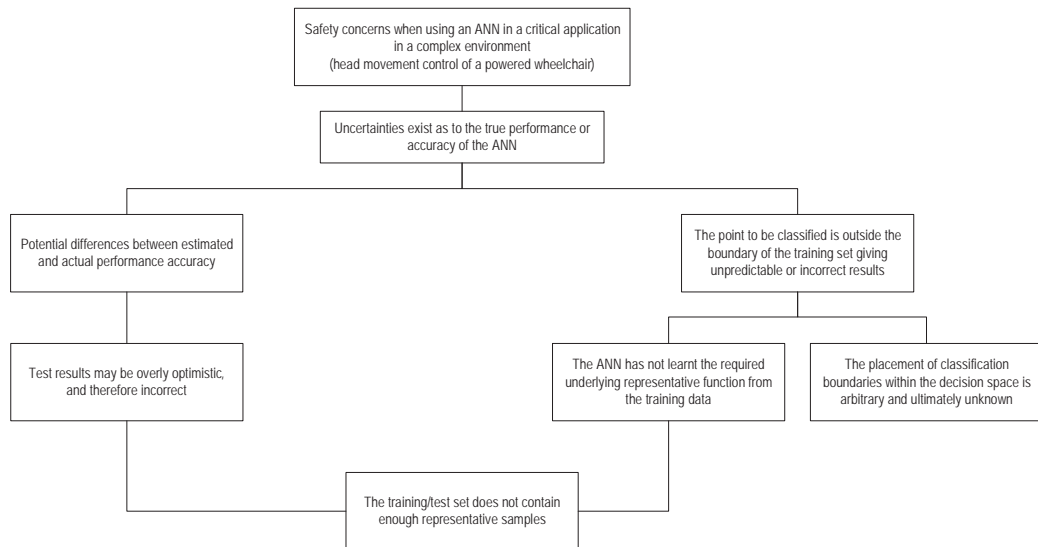 Safety concerns when using an ANN in a critical application
in a complex environment
(head movement control of a powered wheelchair)
Uncertainties exist as to the true performance or
accuracy of the ANN
Potential differences between estimated
and actual performance accuracy
The point to be classified is outside the
boundary of the training set giving
unpredictable or incorrect results
Test results may be overly optimistic,
and therefore incorrect
The ANN has not learnt the required
underlying representative function from
the training data
The placement of classification
boundaries within the decision space is
arbitrary and ultimately unknown
The training/test set does not contain
enough representative samples